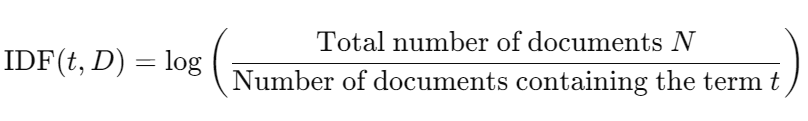 IDF(t, D) = log ( Total number of documents N / Number of documents containing the term t )